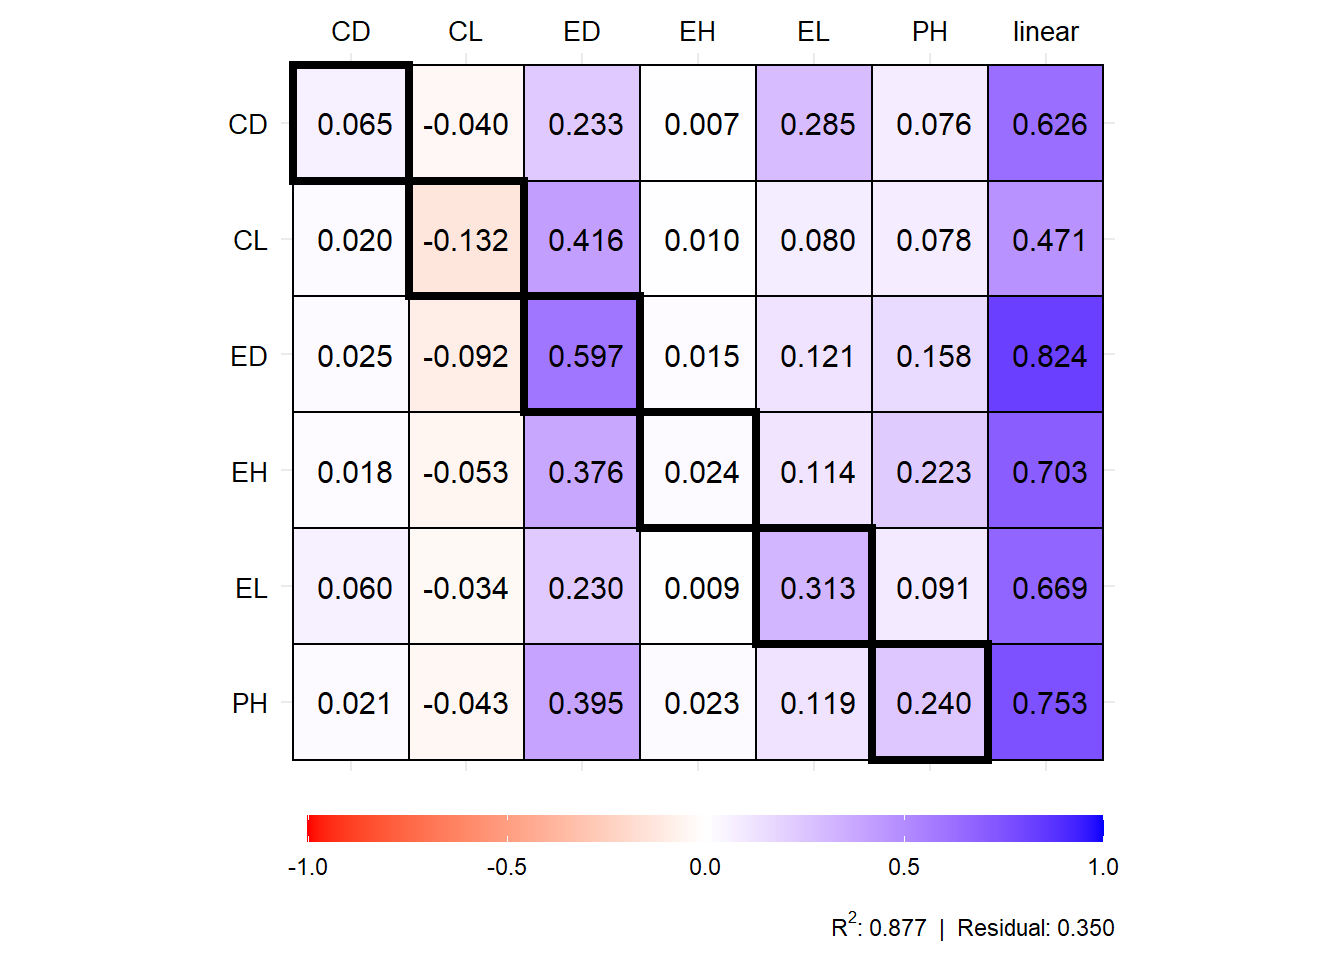 CD CL ED EH EL PH linear
CD 0.065 -0.040 0.233 0.007 0.285 0.076 0.626
CL 0.020 -0.132 0.416 0.010 0.080 0.078 0.471
ED 0.025 -0.092 0.597 0.015 0.121 0.158 0.824
EH 0.018 -0.053 0.376 0.024 0.114 0.223 0.703
EL 0.060 -0.034 0.230 0.009 0.313 0.091 0.669
PH 0.021 -0.043 0.395 0.023 0.119 0.240 0.753
-1.0 -0.5 0.0 0.5 1.0
R²: 0.877 | Residual: 0.350